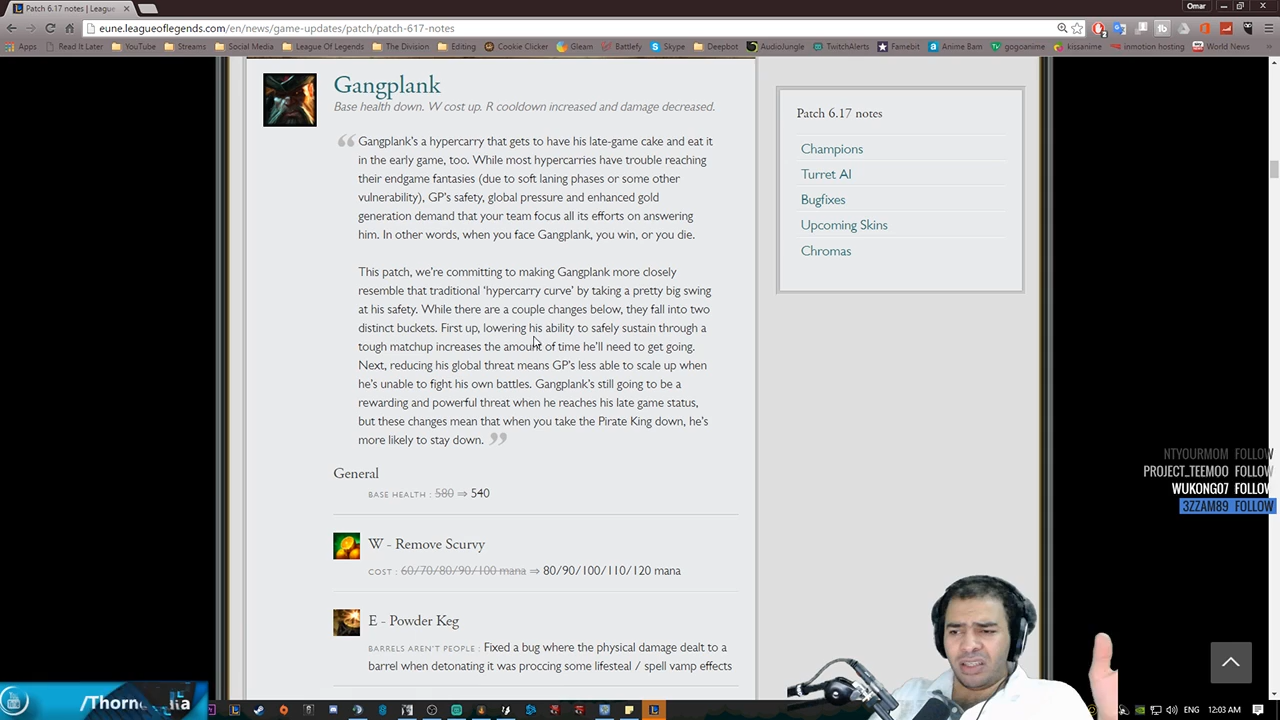 Patch 6.17 notes | League
Omar
eune.leagueoflegends.com/en/news/game-updates/patch/patch-617-notes
Apps Read It Later YouTube Streams Social Media League Of Legends The Division Editing Cookie Clicker Gleam Battlefy Skype Deepbot AudioJungle TwitchAlerts Famebit Anime Bam gogoanime kissanime inmotion hosting World News
Gangplank
Base health down. W cost up. R cooldown increased and damage decreased.
Gangplank's a hypercarry that gets to have his late-game cake and eat it
in the early game, too. While most hypercarries have trouble reaching
their endgame fantasies (due to soft laning phases or some other
vulnerability), GP's safety, global pressure and enhanced gold
generation demand that your team focus all its efforts on answering
him. In other words, when you face Gangplank, you win, or you die.
This patch, we're committing to making Gangplank more closely
resemble that traditional 'hypercarry curve' by taking a pretty big swing
at his safety. While there are a couple changes below, they fall into two
distinct buckets. First up, lowering his ability to safely sustain through a
tough matchup increases the amount of time he'll need to get going.
Next, reducing his global threat means GP's less able to scale up when
he's unable to fight his own battles. Gangplank's still going to be a
rewarding and powerful threat when he reaches his late game status,
but these changes mean that when you take the Pirate King down, he's
more likely to stay down.
General
BASE HEALTH : 580 ⇒ 540
W - Remove Scurvy
COST : 60/70/80/90/100 mana ⇒ 80/90/100/110/120 mana
E - Powder Keg
BARRELS AREN'T PEOPLE : Fixed a bug where the physical damage dealt to a
barrel when detonating it was proccing some lifesteal / spell vamp effects
Patch 6.17 notes
Champions
Turret AI
Bugfixes
Upcoming Skins
Chromas
NTYOURMOM FOLLOW
PROJECT_TEEMOO FOLLOW
WUKONG07 FOLLOW
3ZZAM89 FOLLOW
12:03 AM